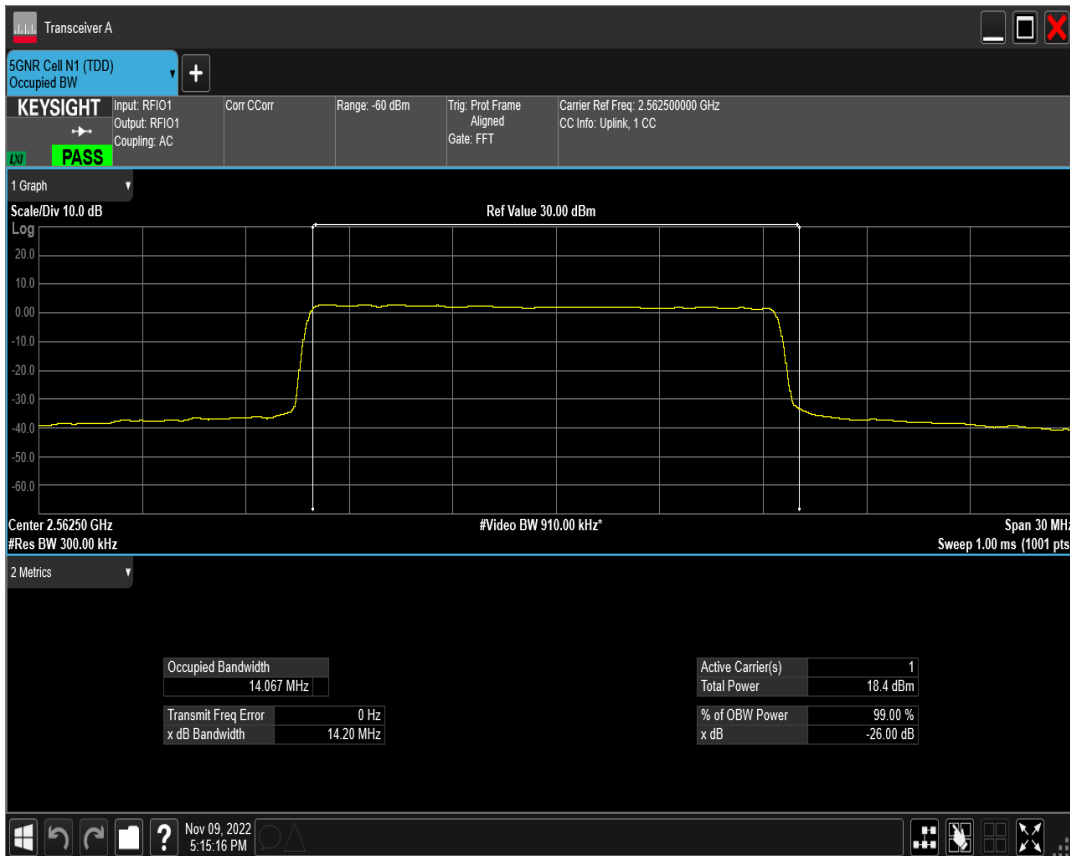 Transceiver A
5GNR Cell N1 (TDD)
Occupied BW
+
KEYSIGHT
LXI
PASS
Input: RFIO1
Output: RFIO1
Coupling: AC
Corr CCorr
Range: -60 dBm
Trig: Prot Frame
Aligned
Gate: FFT
Carrier Ref Freq: 2.562500000 GHz
CC Info: Uplink, 1 CC
1 Graph
Scale/Div 10.0 dB
Ref Value 30.00 dBm
Log
20.0
10.0
0.00
-10.0
-20.0
-30.0
-40.0
-50.0
-60.0
Center 2.56250 GHz
#Video BW 910.00 kHz*
Span 30 MHz
#Res BW 300.00 kHz
Sweep 1.00 ms (1001 pts
2 Metrics
Occupied Bandwidth
14.067 MHz
Transmit Freq Error 0 Hz
x dB Bandwidth 14.20 MHz
Active Carrier(s) 1
Total Power 18.4 dBm
% of OBW Power 99.00 %
x dB -26.00 dB
?
Nov 09, 2022
5:15:16 PM